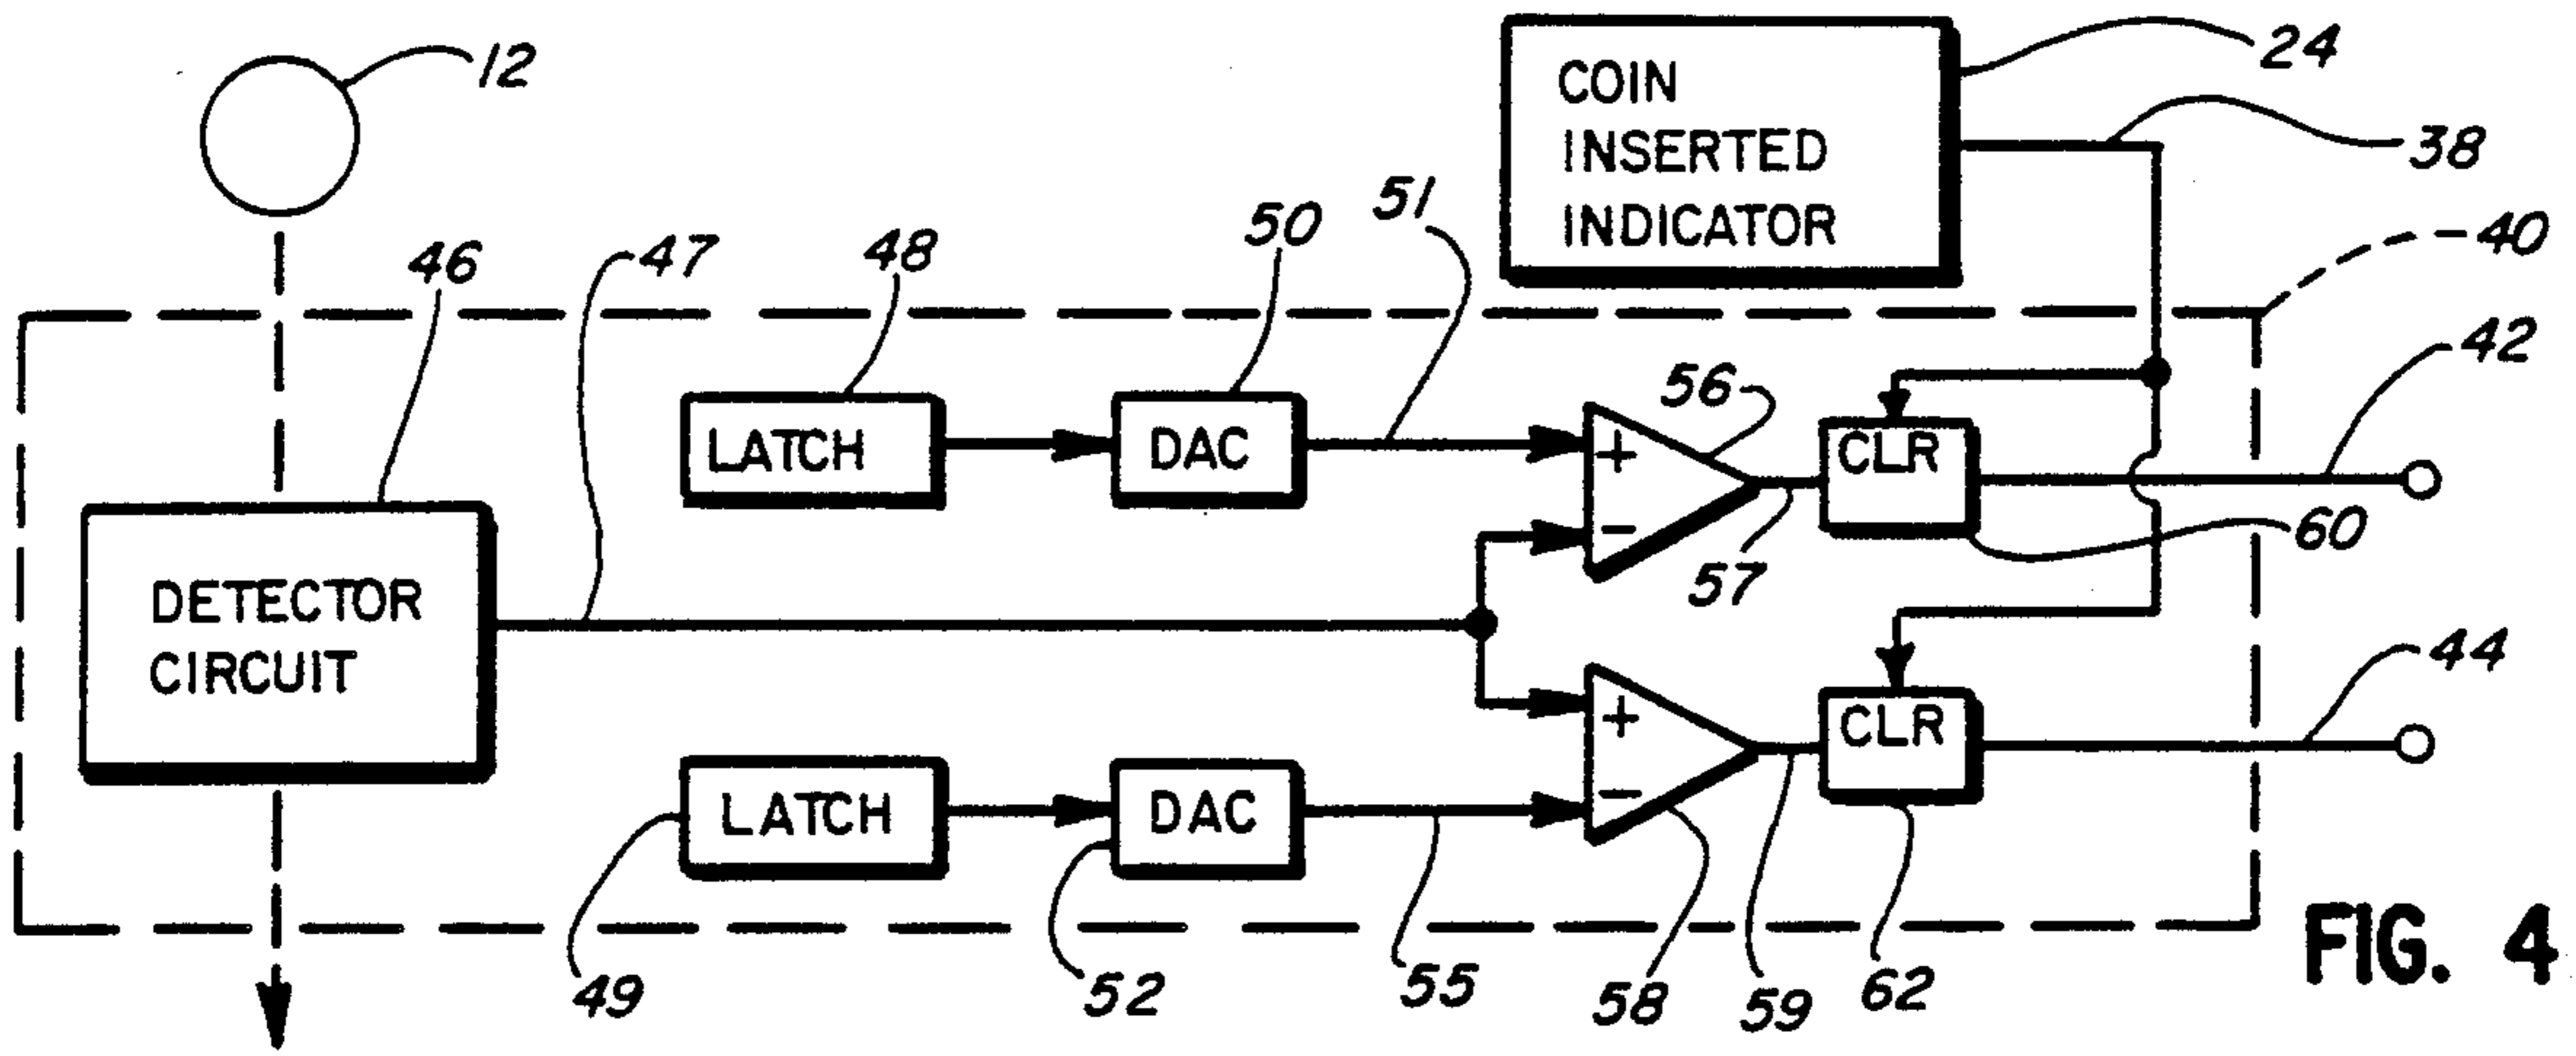 12
COIN
INSERTED
INDICATOR
24
38
40
46
47
48
50
51
LATCH
DAC
+
-
56
57
CLR
42
60
DETECTOR
CIRCUIT
LATCH
49
DAC
52
55
+
-
58
59
CLR
62
44
FIG. 4